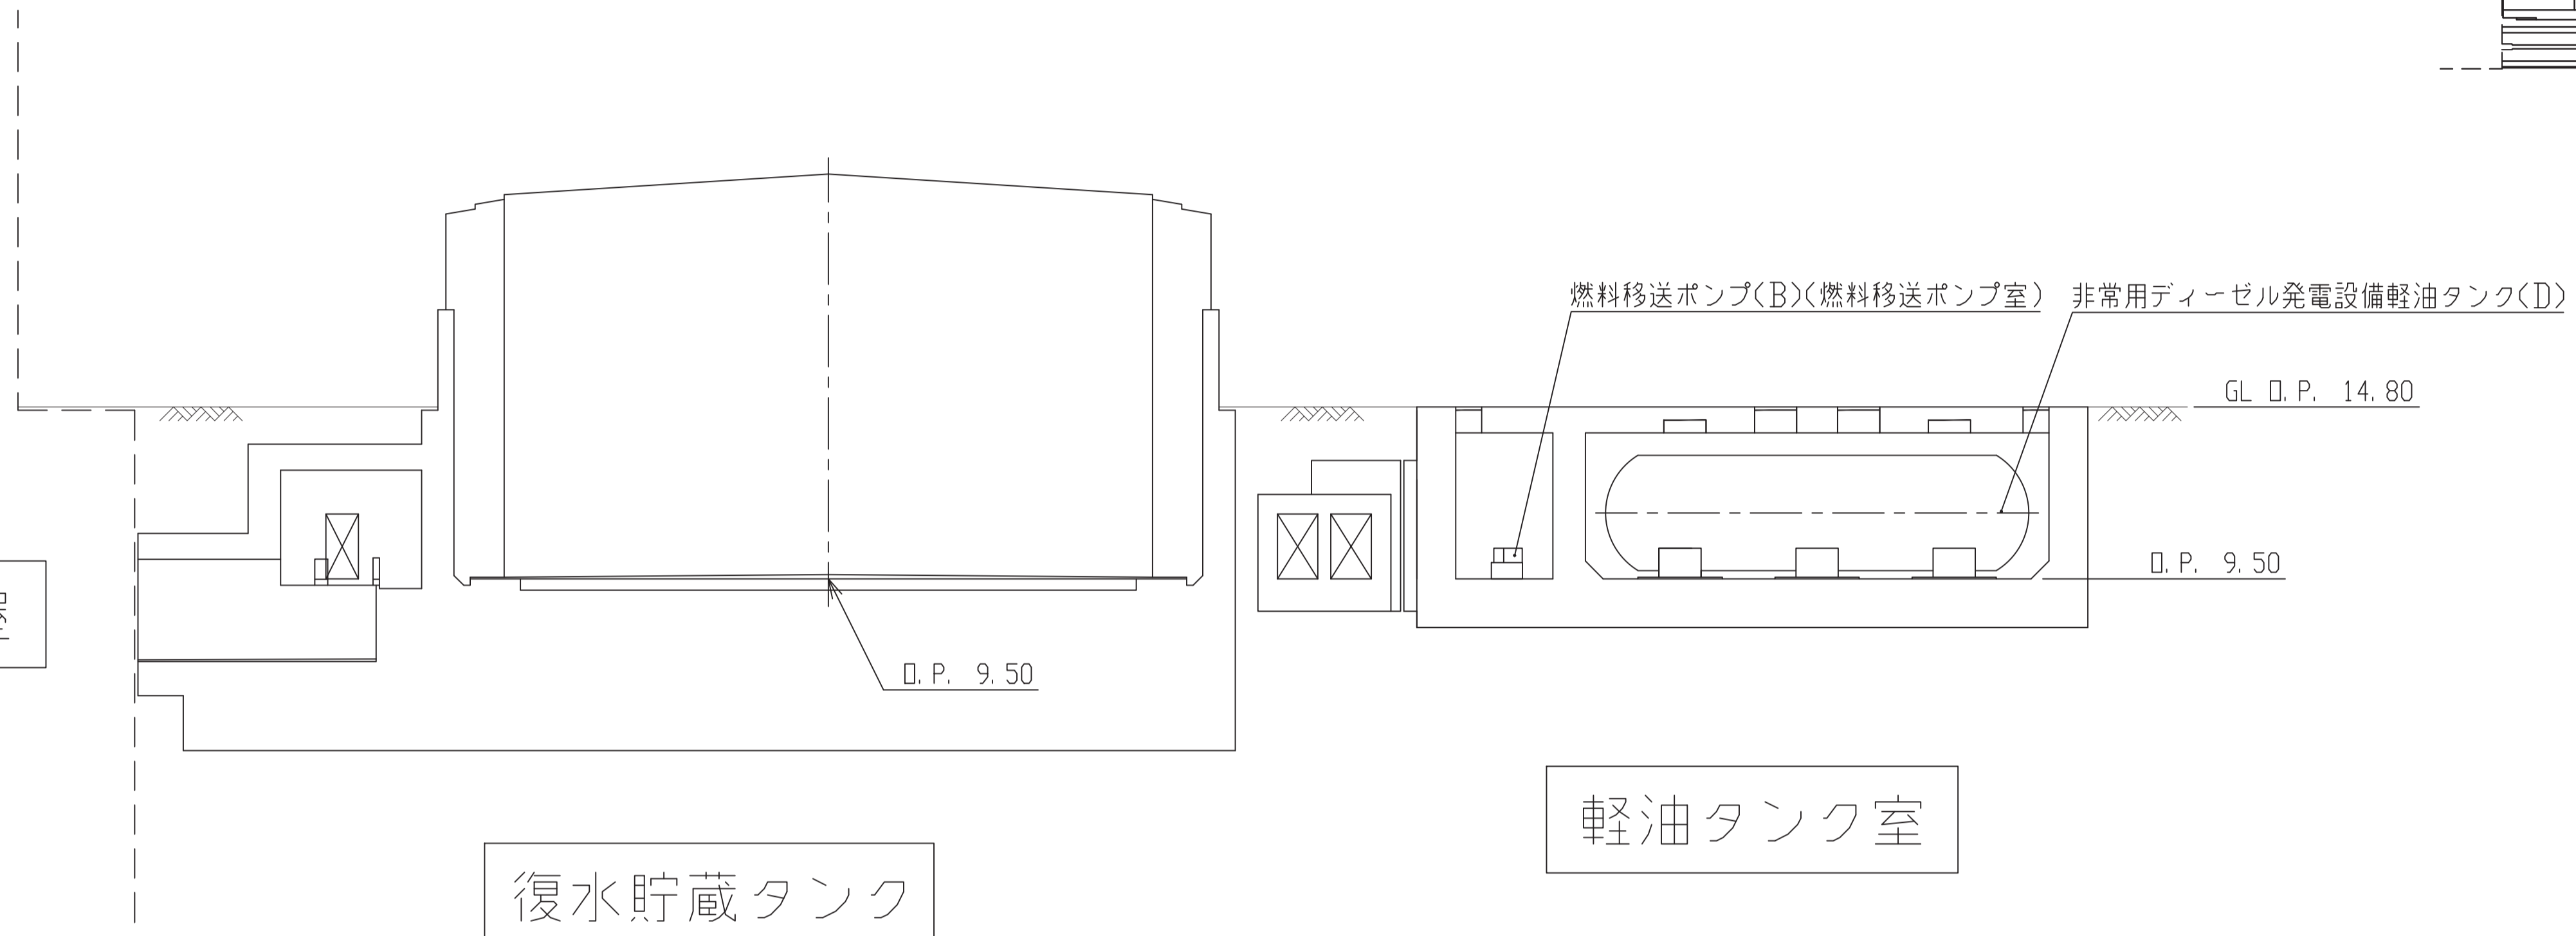 燃料移送ポンプ(B)(燃料移送ポンプ室)
非常用ディーゼル発電設備軽油タンク(D)
GL O.P. 14.80
O.P. 9.50
O.P. 9.50
軽油タンク室
復水貯蔵タンク